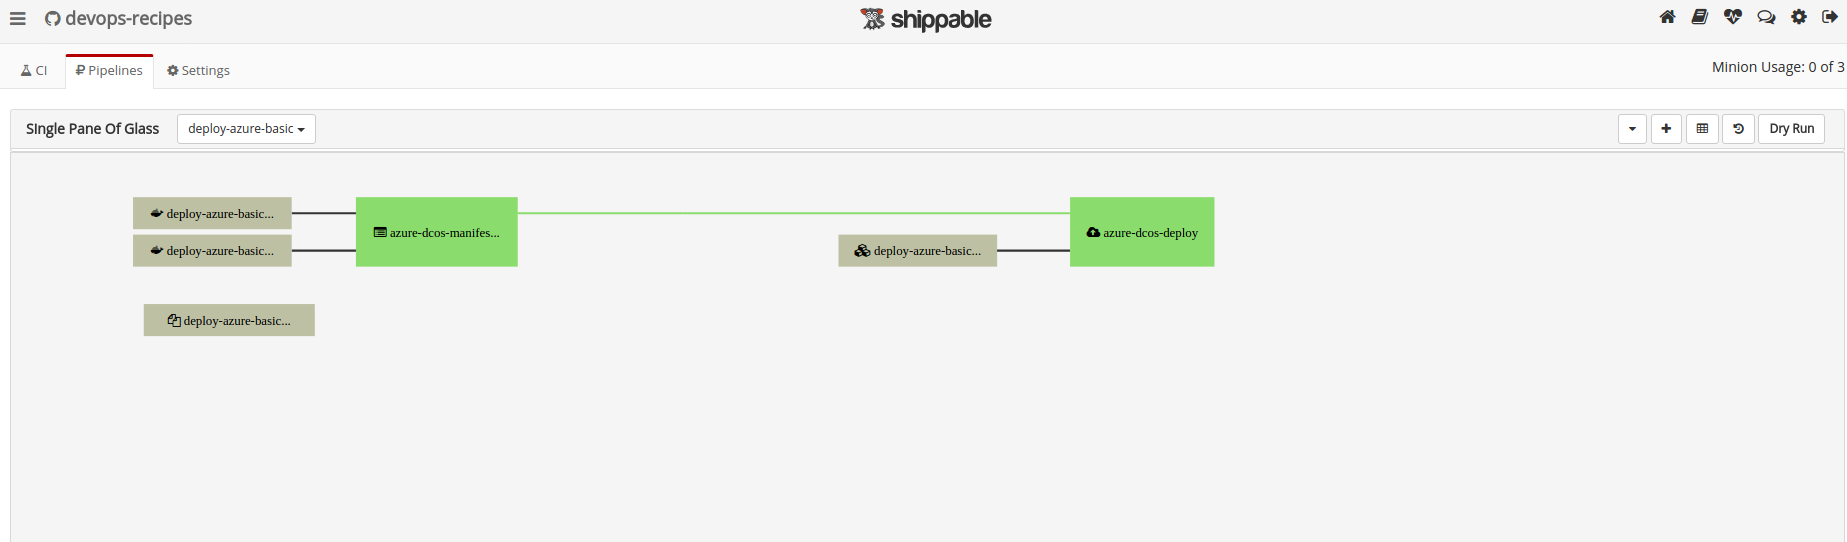 devops-recipes
shippable
CI
Pipelines
Settings
Minion Usage: 0 of 3
Single Pane Of Glass
deploy-azure-basic
Dry Run
deploy-azure-basic...
azure-dcos-manifes...
azure-dcos-deploy
deploy-azure-basic...
deploy-azure-basic...
deploy-azure-basic...